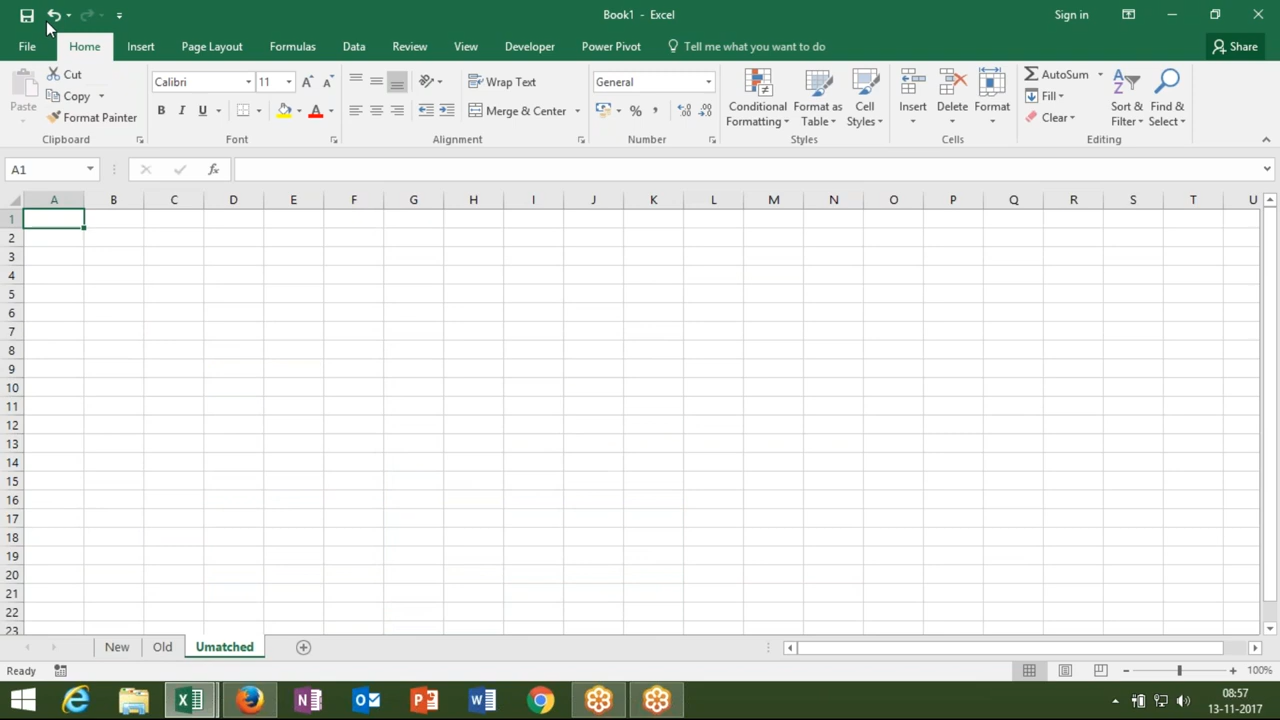 Book1 - Excel
Sign in
File Home Insert Page Layout Formulas Data Review View Developer Power Pivot Tell me what you want to do Share
Paste
Cut
Copy
Format Painter
Clipboard
Calibri 11
B I U
A
Font
Wrap Text
Merge & Center
Alignment
General
%
Number
Conditional Formatting
Format as Table
Cell Styles
Styles
Insert
Delete
Format
Cells
AutoSum
Fill
Clear
Sort & Filter
Find & Select
Editing
A1
fx
A B C D E F G H I J K L M N O P Q R S T U
1
2
3
4
5
6
7
8
9
10
11
12
13
14
15
16
17
18
19
20
21
22
23
New Old Umatched
Ready
100%
08:57
13-11-2017